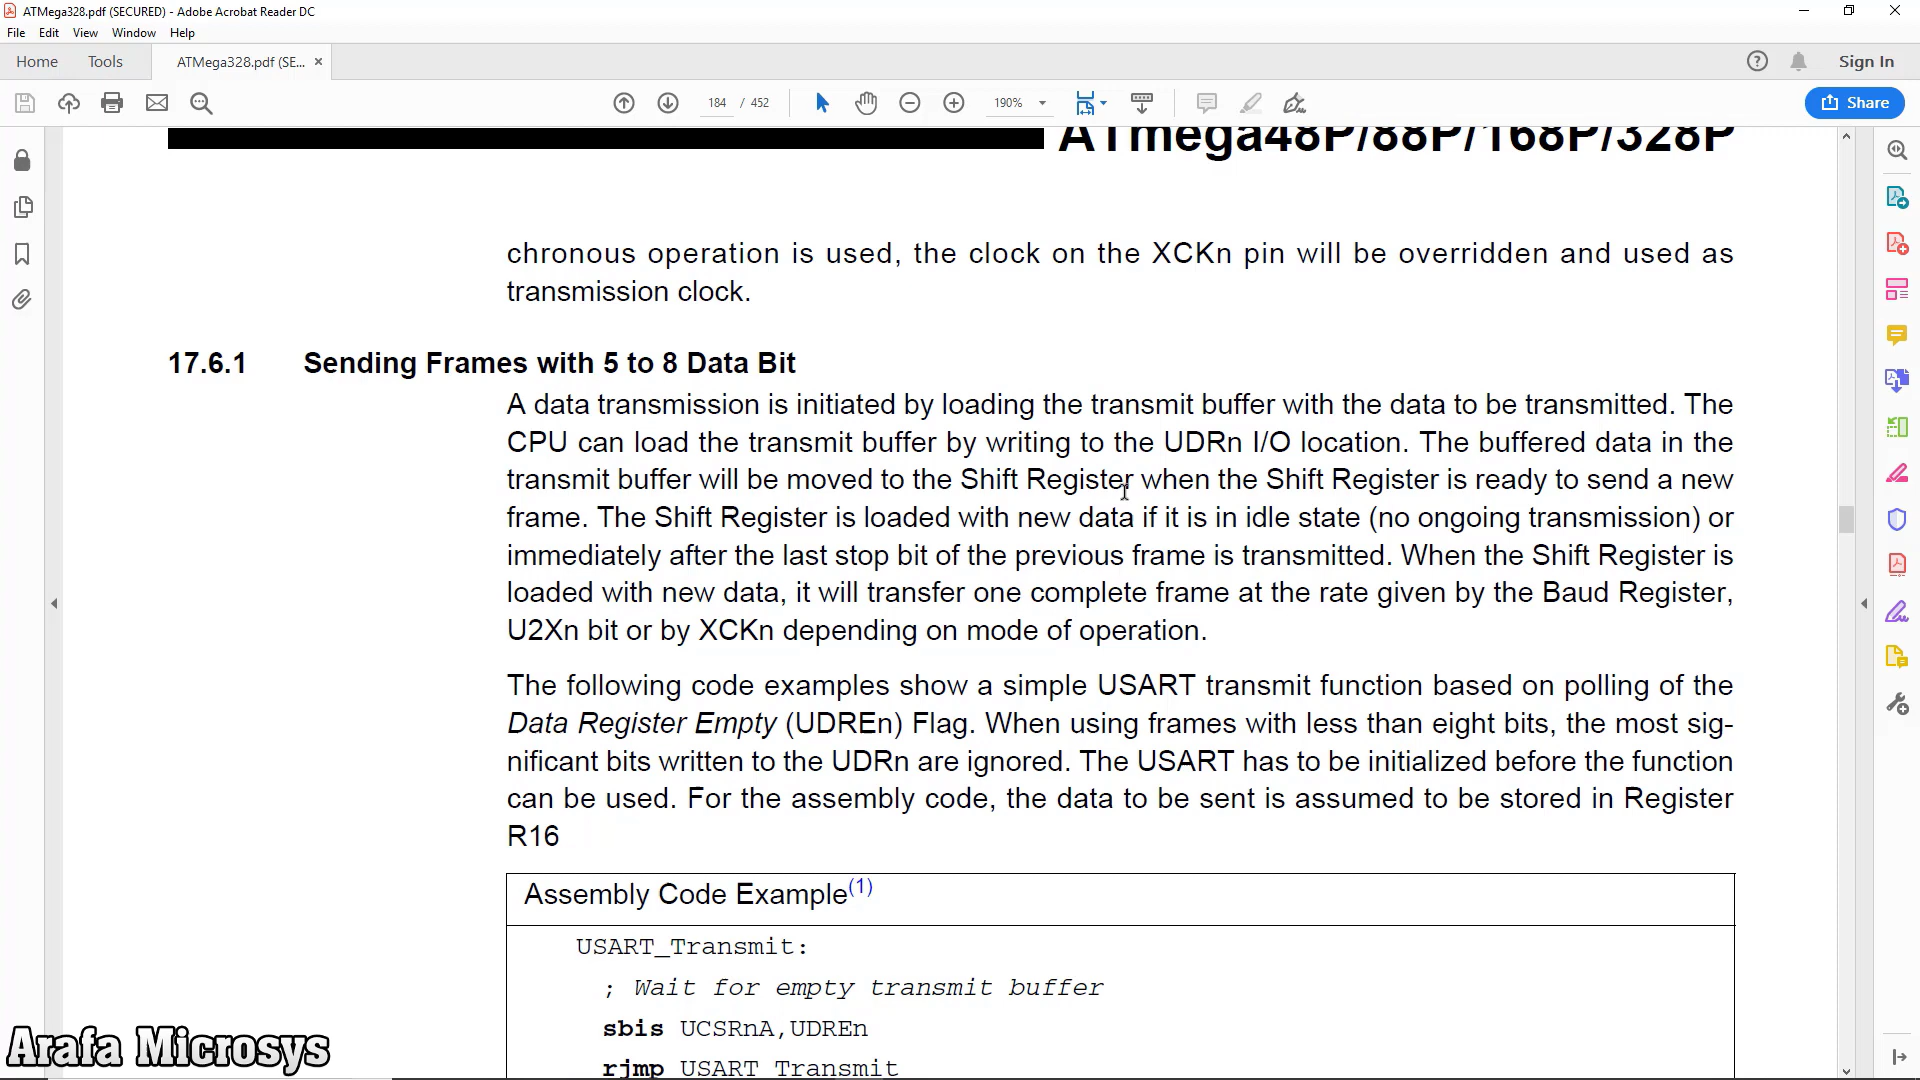 ATMega328.pdf (SECURED) - Adobe Acrobat Reader DC
File Edit View Window Help
Home Tools ATMega328.pdf (SE... × Sign In
184 / 452 190% Share
ATmega48P/88P/168P/328P
chronous operation is used, the clock on the XCKn pin will be overridden and used as
transmission clock.
17.6.1 Sending Frames with 5 to 8 Data Bit
A data transmission is initiated by loading the transmit buffer with the data to be transmitted. The
CPU can load the transmit buffer by writing to the UDRn I/O location. The buffered data in the
transmit buffer will be moved to the Shift Register when the Shift Register is ready to send a new
frame. The Shift Register is loaded with new data if it is in idle state (no ongoing transmission) or
immediately after the last stop bit of the previous frame is transmitted. When the Shift Register is
loaded with new data, it will transfer one complete frame at the rate given by the Baud Register,
U2Xn bit or by XCKn depending on mode of operation.
The following code examples show a simple USART transmit function based on polling of the
Data Register Empty (UDREn) Flag. When using frames with less than eight bits, the most sig-
nificant bits written to the UDRn are ignored. The USART has to be initialized before the function
can be used. For the assembly code, the data to be sent is assumed to be stored in Register
R16
Assembly Code Example(1)
USART_Transmit:
; Wait for empty transmit buffer
sbis UCSRnA,UDREn
rjmp USART_Transmit
Arafa Microsys